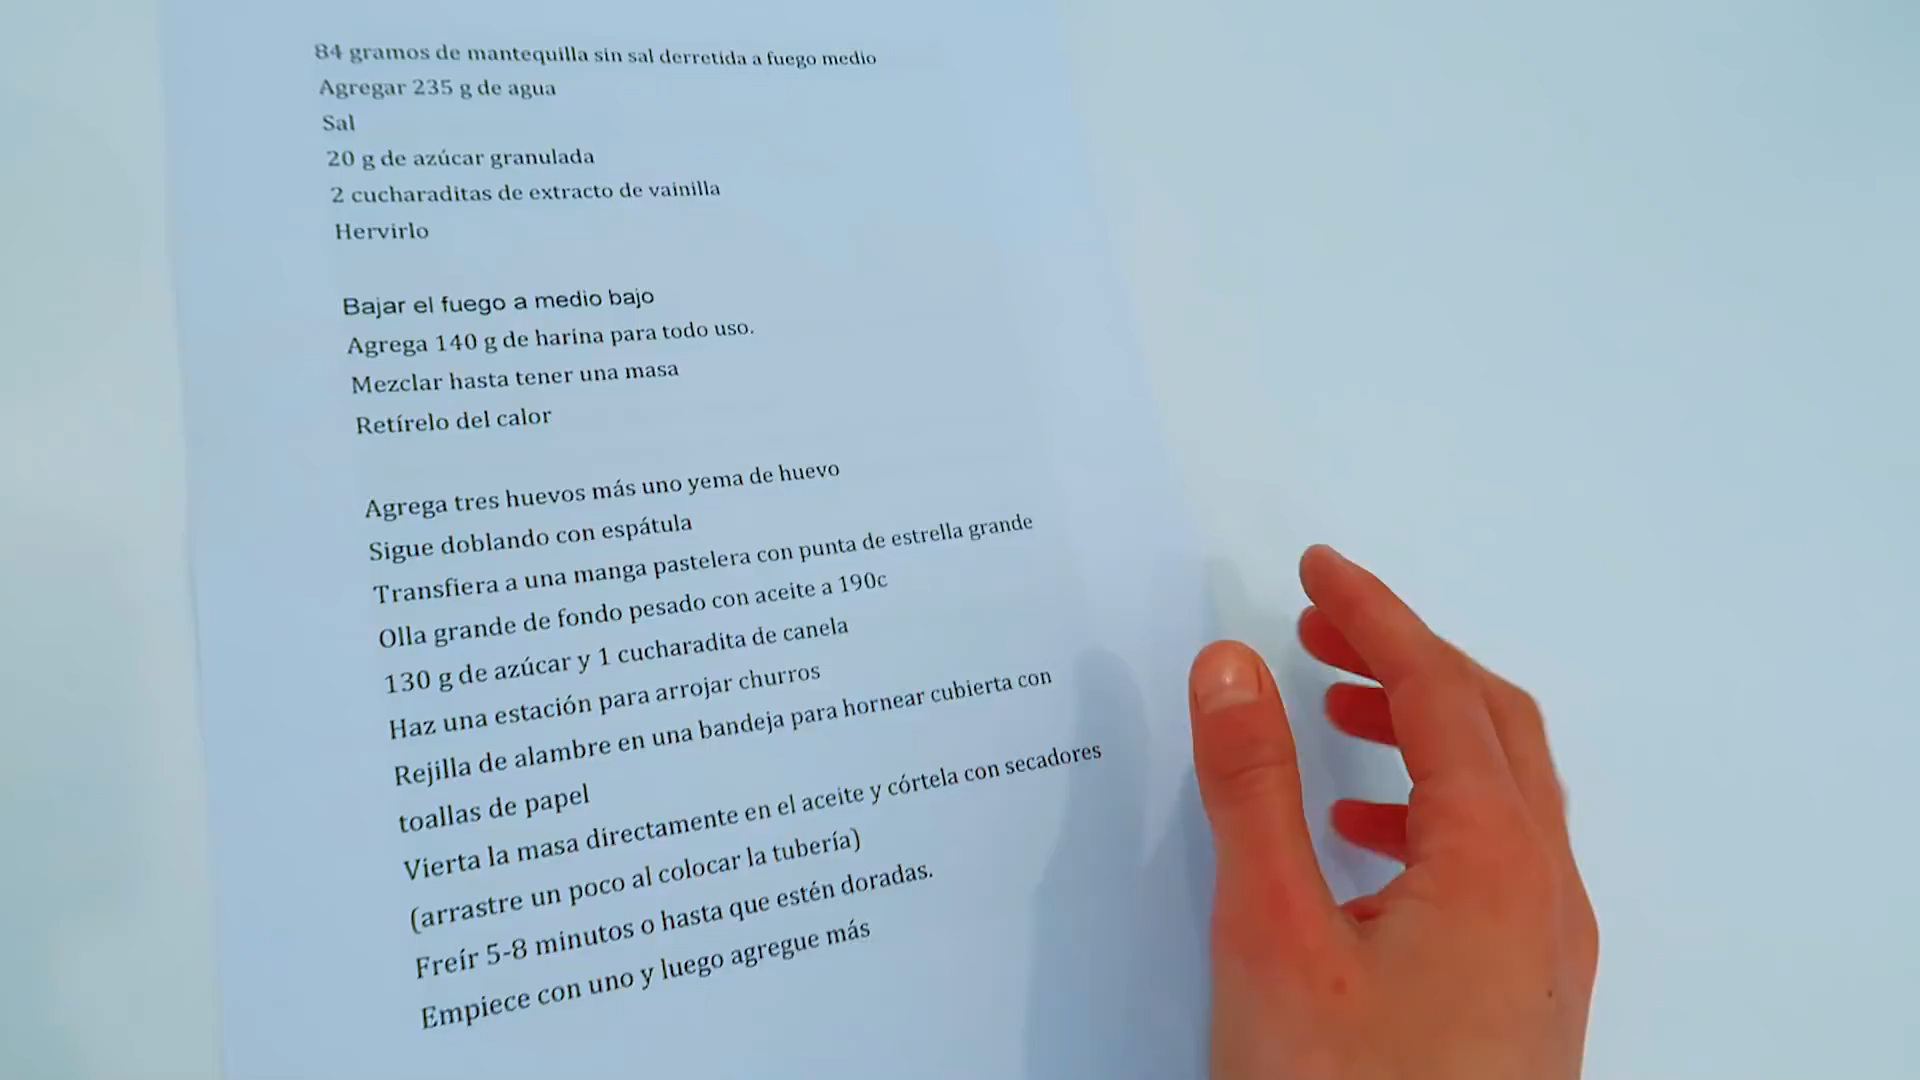 84 gramos de mantequilla sin sal derretida a fuego medio
Agregar 235 g de agua
Sal
20 g de azúcar granulada
2 cucharaditas de extracto de vainilla
Hervirlo
Bajar el fuego a medio bajo
Agrega 140 g de harina para todo uso.
Mezclar hasta tener una masa
Retírelo del calor
Agrega tres huevos más uno yema de huevo
Sigue doblando con espátula
Transfiera a una manga pastelera con punta de estrella grande
Olla grande de fondo pesado con aceite a 190c
130 g de azúcar y 1 cucharadita de canela
Haz una estación para arrojar churros
Rejilla de alambre en una bandeja para hornear cubierta con
toallas de papel
Vierta la masa directamente en el aceite y córtela con secadores
(arrastre un poco al colocar la tubería)
Freír 5-8 minutos o hasta que estén doradas.
Empiece con uno y luego agregue más